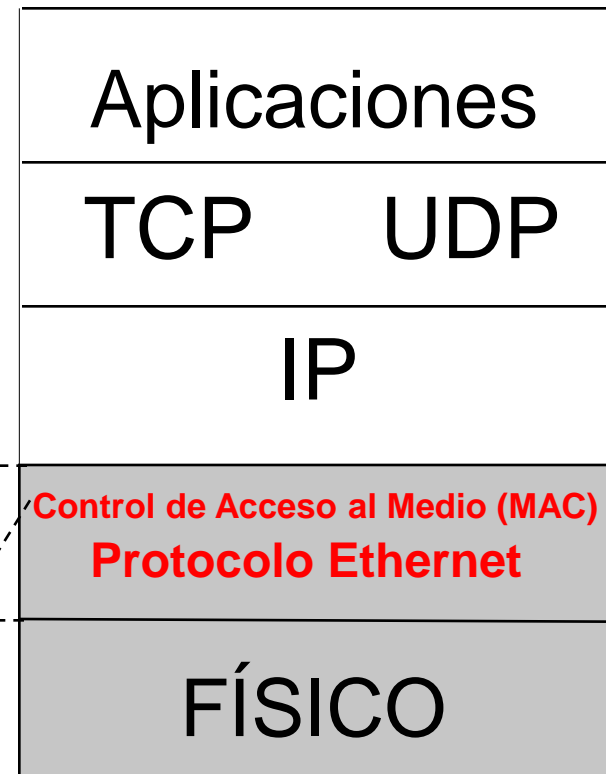 Aplicaciones
TCP UDP
IP
Control de Acceso al Medio (MAC)
Protocolo Ethernet
FÍSICO